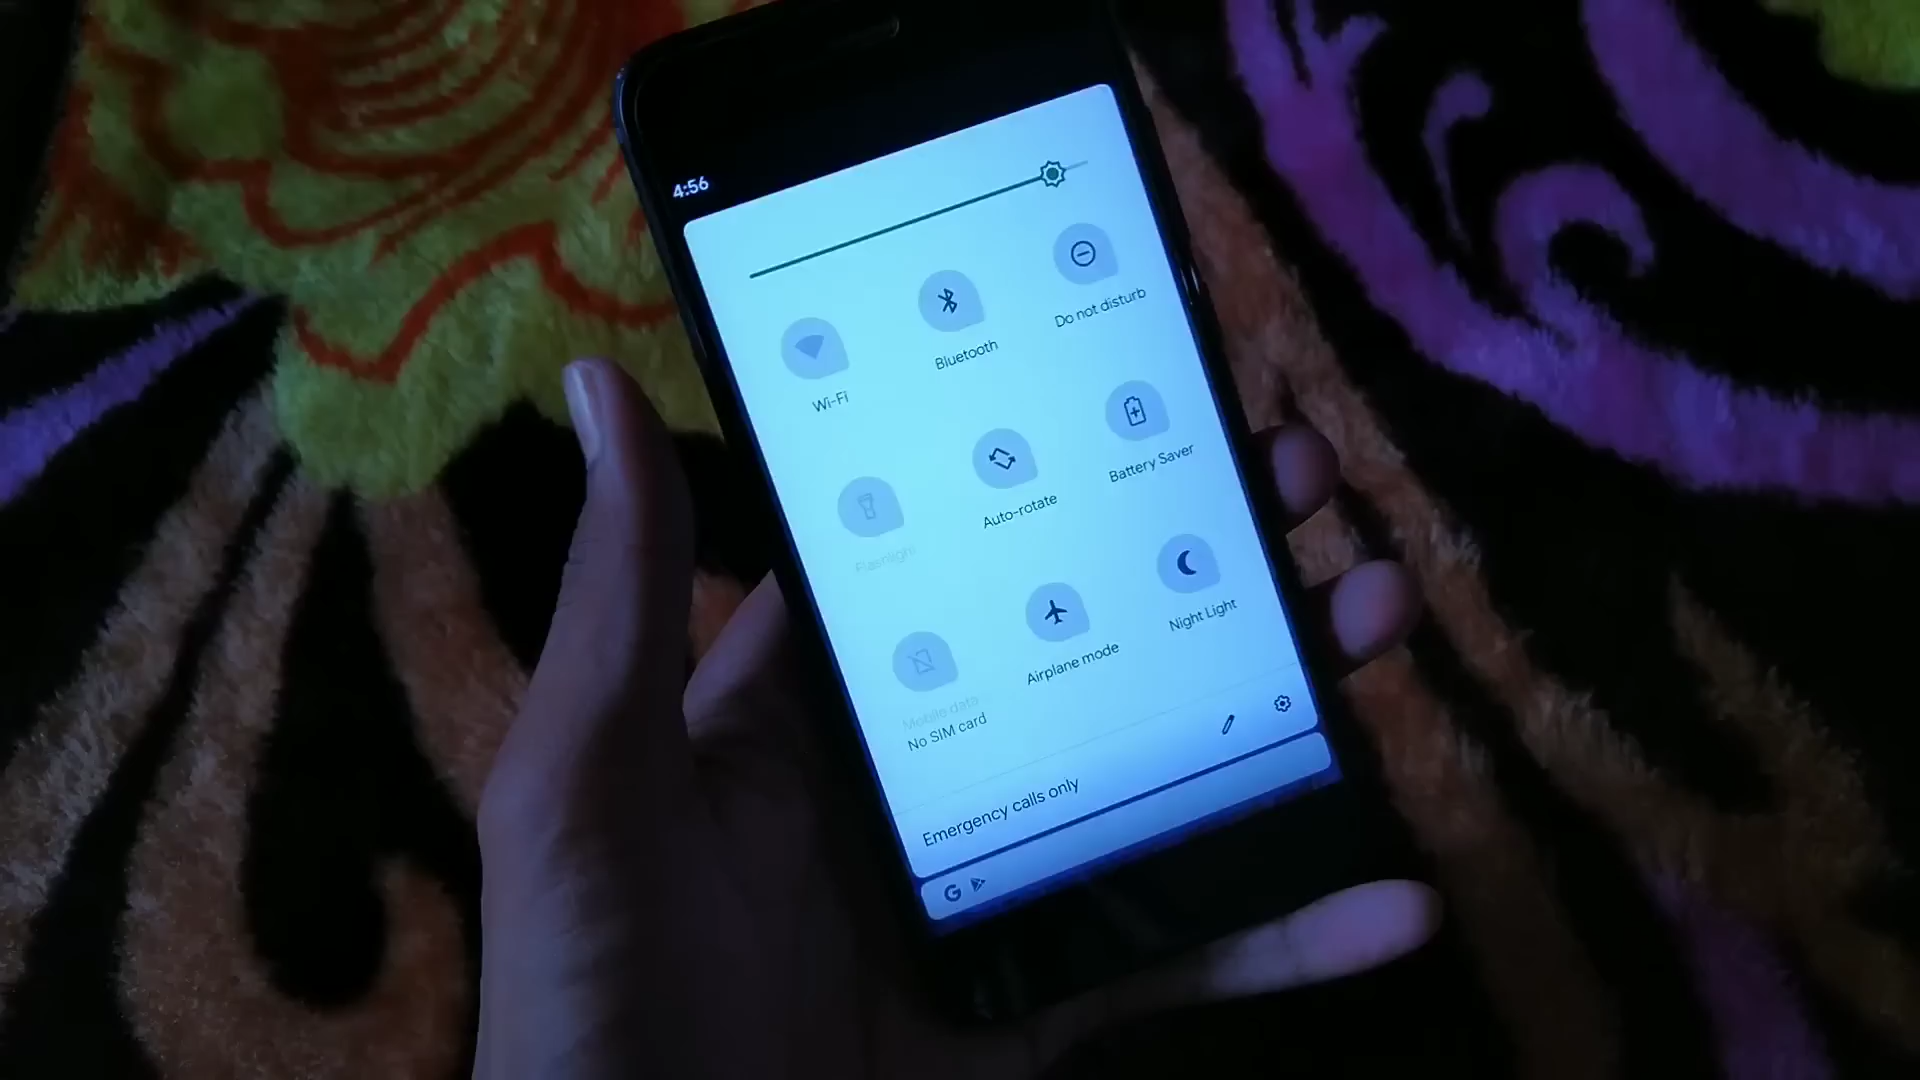 4:56
Wi-Fi
Bluetooth
Do not disturb
Flashlight
Auto-rotate
Battery Saver
Mobile data
No SIM card
Airplane mode
Night Light
Emergency calls only
G